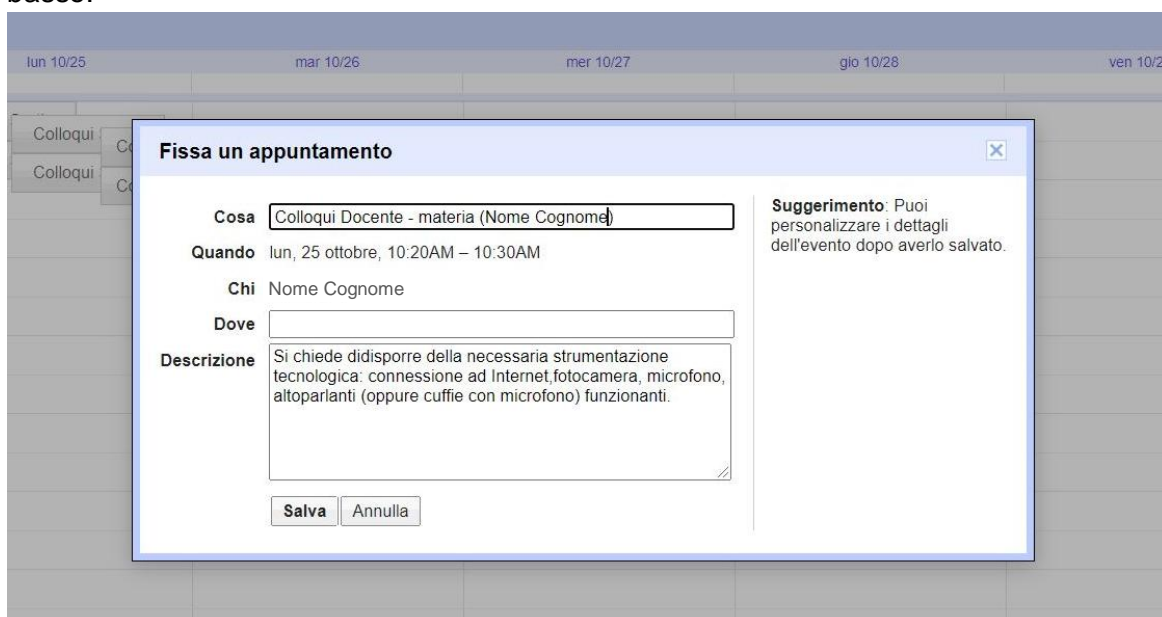 lun 10/25 mar 10/26 mer 10/27 gio 10/28 ven 10/2
Colloqui
Colloqui
Fissa un appuntamento
Cosa Colloqui Docente - materia (Nome Cognome)
Suggerimento: Puoi
personalizzare i dettagli
dell'evento dopo averlo salvato.
Quando lun, 25 ottobre, 10:20AM – 10:30AM
Chi Nome Cognome
Dove
Descrizione Si chiede didisporre della necessaria strumentazione
tecnologica: connessione ad Internet,fotocamera, microfono,
altoparlanti (oppure cuffie con microfono) funzionanti.
Salva Annulla